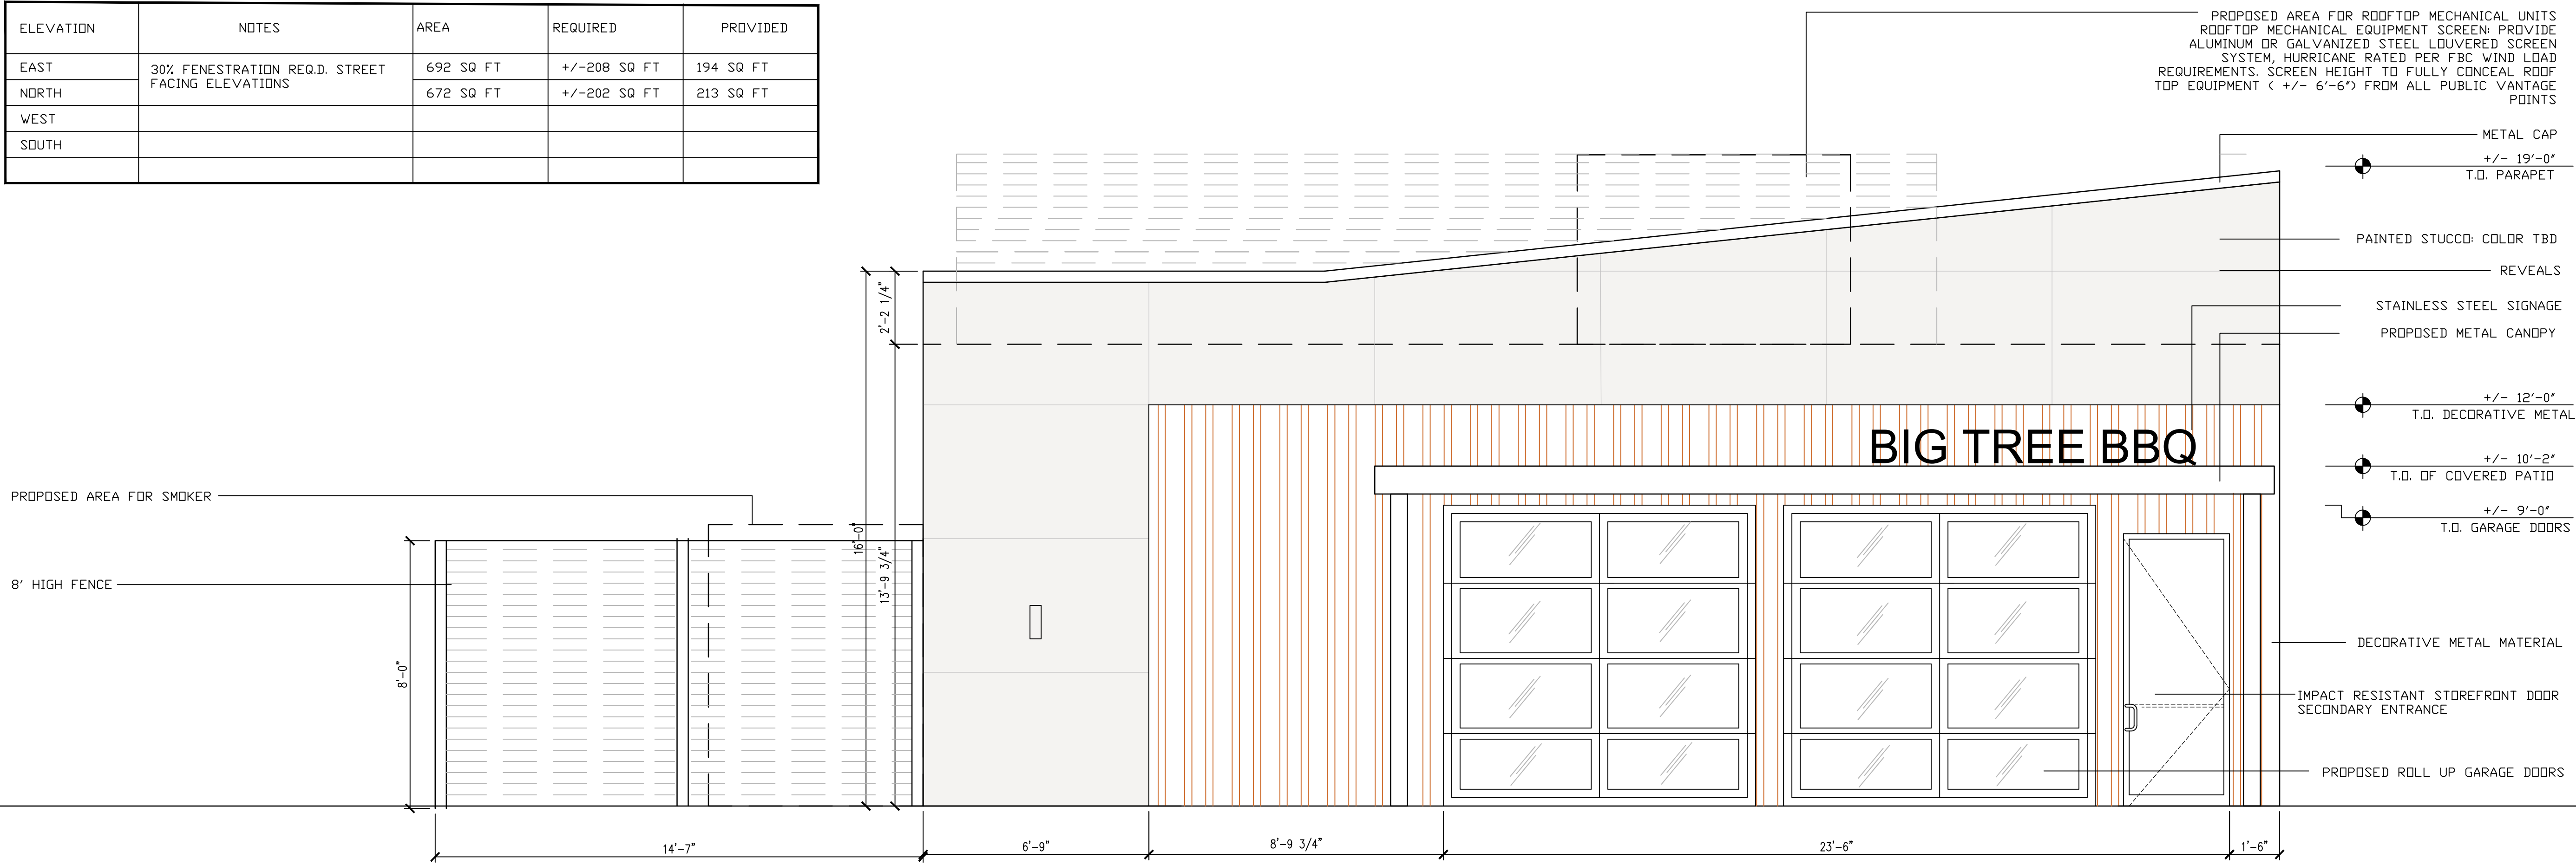 ELEVATION NOTES AREA REQUIRED PROVIDED
EAST 30% FENESTRATION REQ.D. STREET 692 SQ FT +/-208 SQ FT 194 SQ FT
FACING ELEVATIONS
NORTH 672 SQ FT +/-202 SQ FT 213 SQ FT
WEST
SOUTH
PROPOSED AREA FOR ROOFTOP MECHANICAL UNITS
ROOFTOP MECHANICAL EQUIPMENT SCREEN: PROVIDE
ALUMINUM OR GALVANIZED STEEL LOUVERED SCREEN
SYSTEM, HURRICANE RATED PER FBC WIND LOAD
REQUIREMENTS. SCREEN HEIGHT TO FULLY CONCEAL ROOF
TOP EQUIPMENT ( +/- 6'-6") FROM ALL PUBLIC VANTAGE
POINTS
METAL CAP
+/- 19'-0"
T.O. PARAPET
PAINTED STUCCO: COLOR TBD
REVEALS
STAINLESS STEEL SIGNAGE
PROPOSED METAL CANOPY
+/- 12'-0"
T.O. DECORATIVE METAL
+/- 10'-2"
T.O. OF COVERED PATIO
+/- 9'-0"
T.O. GARAGE DOORS
DECORATIVE METAL MATERIAL
IMPACT RESISTANT STOREFRONT DOOR
SECONDARY ENTRANCE
PROPOSED ROLL UP GARAGE DOORS
BIG TREE BBQ
PROPOSED AREA FOR SMOKER
8' HIGH FENCE
8'-0"
16'-0"
2'-2 1/4"
13'-9 3/4"
14'-7"
6'-9"
8'-9 3/4"
23'-6"
1'-6"